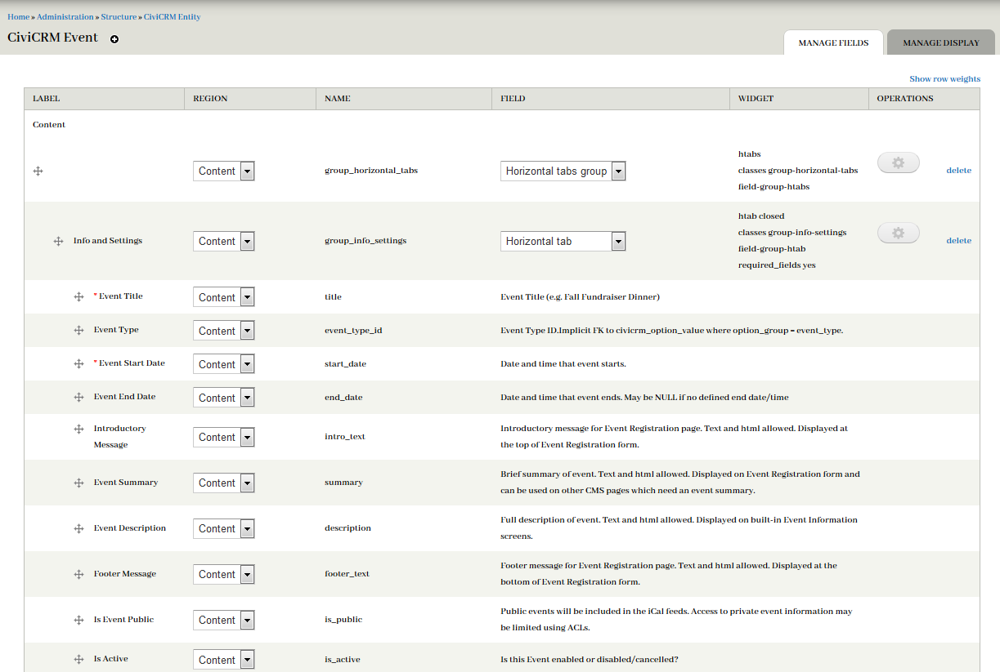 Home » Administration » Structure » CiviCRM Entity
CiviCRM Event
MANAGE FIELDS
MANAGE DISPLAY
Show row weights
LABEL REGION NAME FIELD WIDGET OPERATIONS
Content
Content group_horizontal_tabs Horizontal tabs group htabs
classes group-horizontal-tabs
field-group-htabs
delete
Info and Settings Content group_info_settings Horizontal tab htab closed
classes group-info-settings
field-group-htab
required_fields yes
delete
* Event Title Content title Event Title (e.g. Fall Fundraiser Dinner)
Event Type Content event_type_id Event Type ID.Implicit FK to civicrm_option_value where option_group = event_type.
* Event Start Date Content start_date Date and time that event starts.
Event End Date Content end_date Date and time that event ends. May be NULL if no defined end date/time
Introductory
Message
Content intro_text Introductory message for Event Registration page. Text and html allowed. Displayed at
the top of Event Registration form.
Event Summary Content summary Brief summary of event. Text and html allowed. Displayed on Event Registration form and
can be used on other CMS pages which need an event summary.
Event Description Content description Full description of event. Text and html allowed. Displayed on built-in Event Information
screens.
Footer Message Content footer_text Footer message for Event Registration page. Text and html allowed. Displayed at the
bottom of Event Registration form.
Is Event Public Content is_public Public events will be included in the iCal feeds. Access to private event information may
be limited using ACLs.
Is Active Content is_active Is this Event enabled or disabled/cancelled?